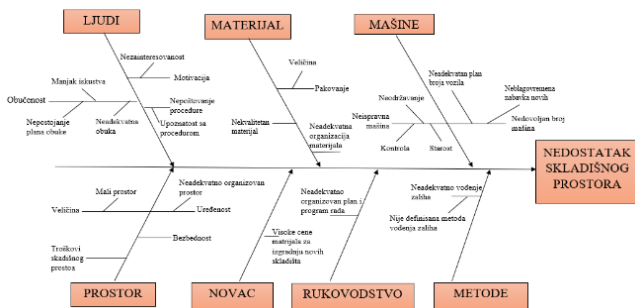 LJUDI
MATERIJAL
MAŠINE
Nezainteresovanost
Motivacija
Manjak iskustva
Obučenost
Nepostojanje
plana obuke
Neadekvatna
obuka
Nepoštovanje
procedure
Upoznatost sa
procedurom
Veličina
Pakovanje
Nekvalitetan
materijal
Neadekvatna
organizacija
materijala
Neadekvatan plan
broja vozila
Neodržavanje
Neispravna
mašina
Kontrola
Starost
Neblagovremena
nabavka novih
Nedovoljan broj
mašina
NEDOSTATAK
SKLADIŠNOG
PROSTORA
Mali prostor
Neadekvatno organizovan
prostor
Veličina
Uređenost
Bezbednost
Troškovi
skadišnog
prostoa
Visoke cene
matrijala za
izgradnju novih
skladišta
Neadekvatno
organizovan plan i
program rada
Neadekvatno vođenje
zaliha
Nije definisana metoda
vođenja zaliha
PROSTOR
NOVAC
RUKOVODSTVO
METODE